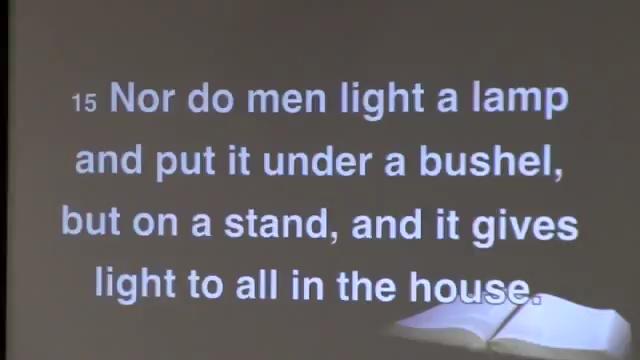 15 Nor do men light a lamp
and put it under a bushel,
but on a stand, and it gives
light to all in the house.